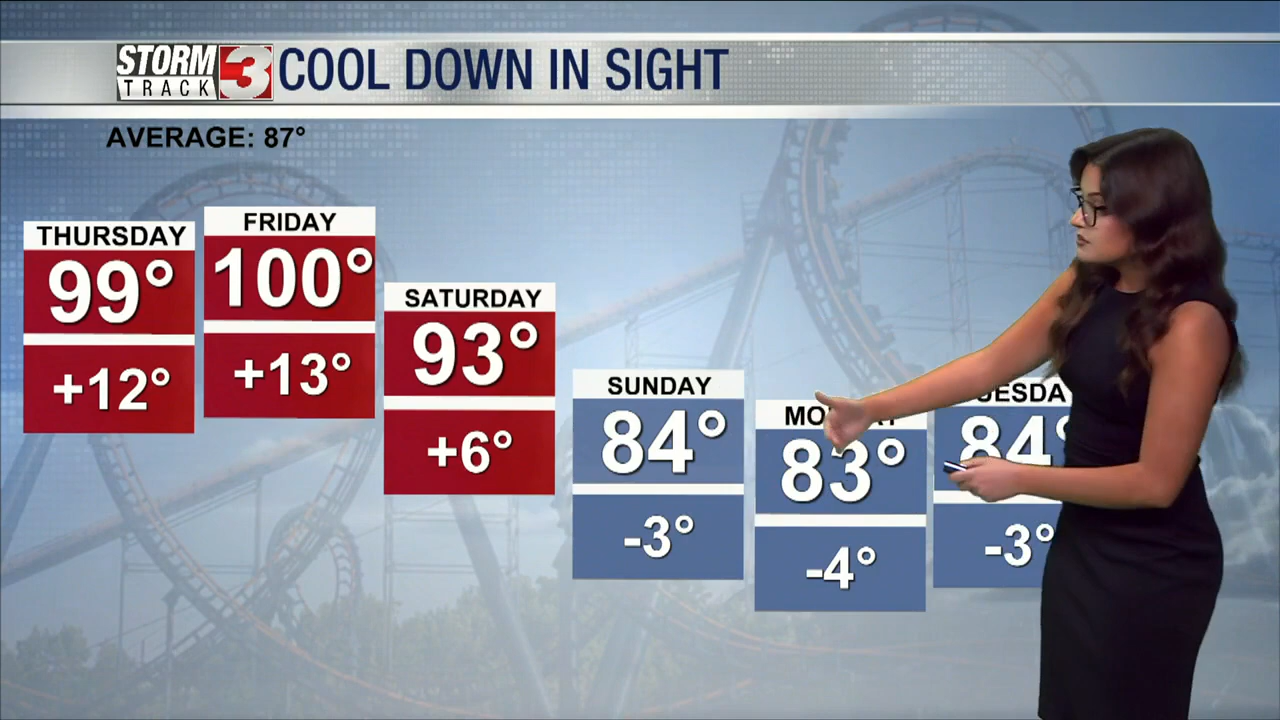 STORM
TRACK
3
COOL DOWN IN SIGHT
AVERAGE: 87°
THURSDAY
99°
+12°
FRIDAY
100°
+13°
SATURDAY
93°
+6°
SUNDAY
84°
-3°
83°
-4°
84°
-3°